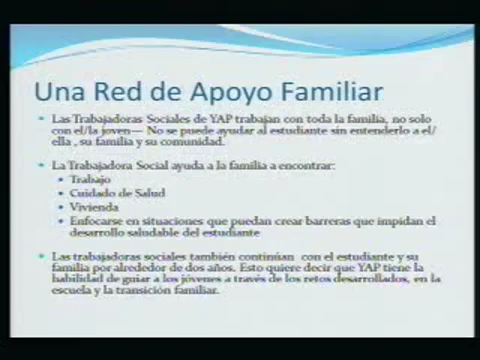 Una Red de Apoyo Familiar
Las Trabajadoras Sociales de YAP trabajan con toda la familia, no solo
con el/la joven— No se puede ayudar al estudiante sin entenderlo a el/
ella , su familia y su comunidad.
La Trabajadora Social ayuda a la familia a encontrar:
Trabajo
Cuidado de Salud
Vivienda
Enfocarse en situaciones que puedan crear barreras que impidan el
desarrollo saludable del estudiante
Las trabajadoras sociales también continúan con el estudiante y su
familia por alrededor de dos años. Esto quiere decir que YAP tiene la
habilidad de guiar a los jóvenes a través de los retos desarrollados, en la
escuela y la transición familiar.